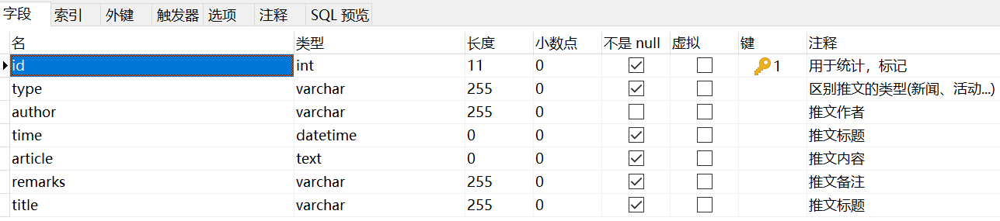 字段 索引 外键 触发器 选项 注释 SQL 预览
名 类型 长度 小数点 不是 null 虚拟 键 注释
id int 11 0 1 用于统计，标记
type varchar 255 0 区别推文的类型(新闻、活动...)
author varchar 255 0 推文作者
time datetime 0 0 推文标题
article text 0 0 推文内容
remarks varchar 255 0 推文备注
title varchar 255 0 推文标题